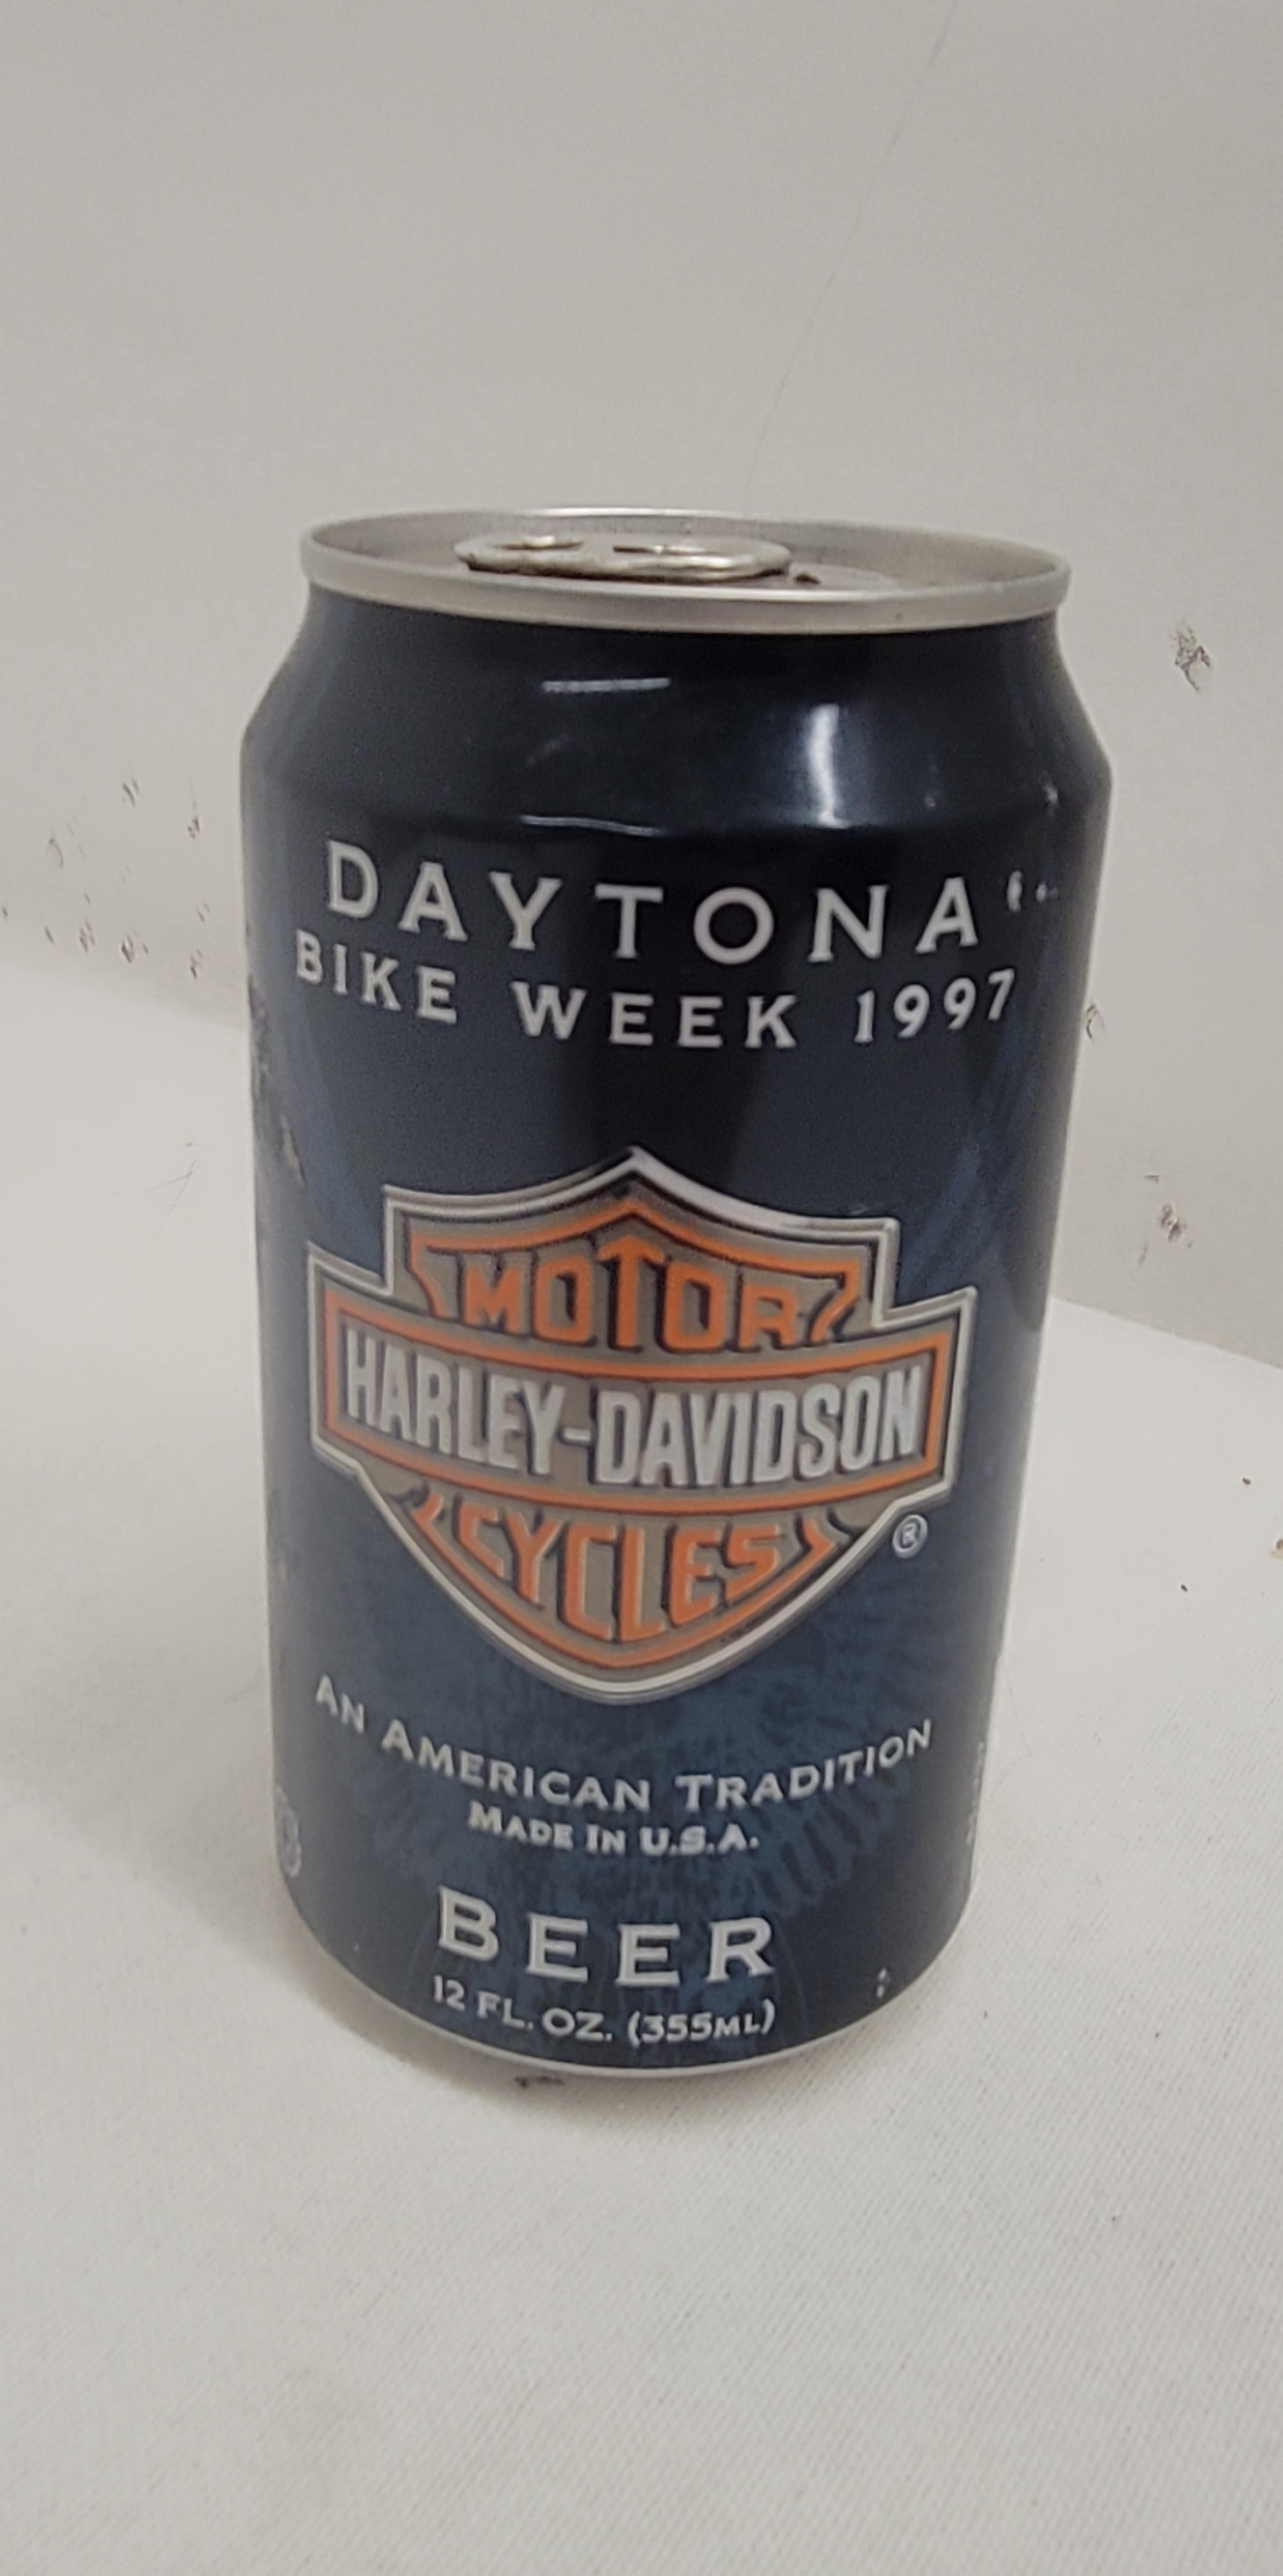 DAYTONA
BIKE WEEK 1997
MOTOR
HARLEY-DAVIDSON
CYCLES
®
AN AMERICAN TRADITION
MADE IN U.S.A.
BEER
12 FL. OZ. (355ML)